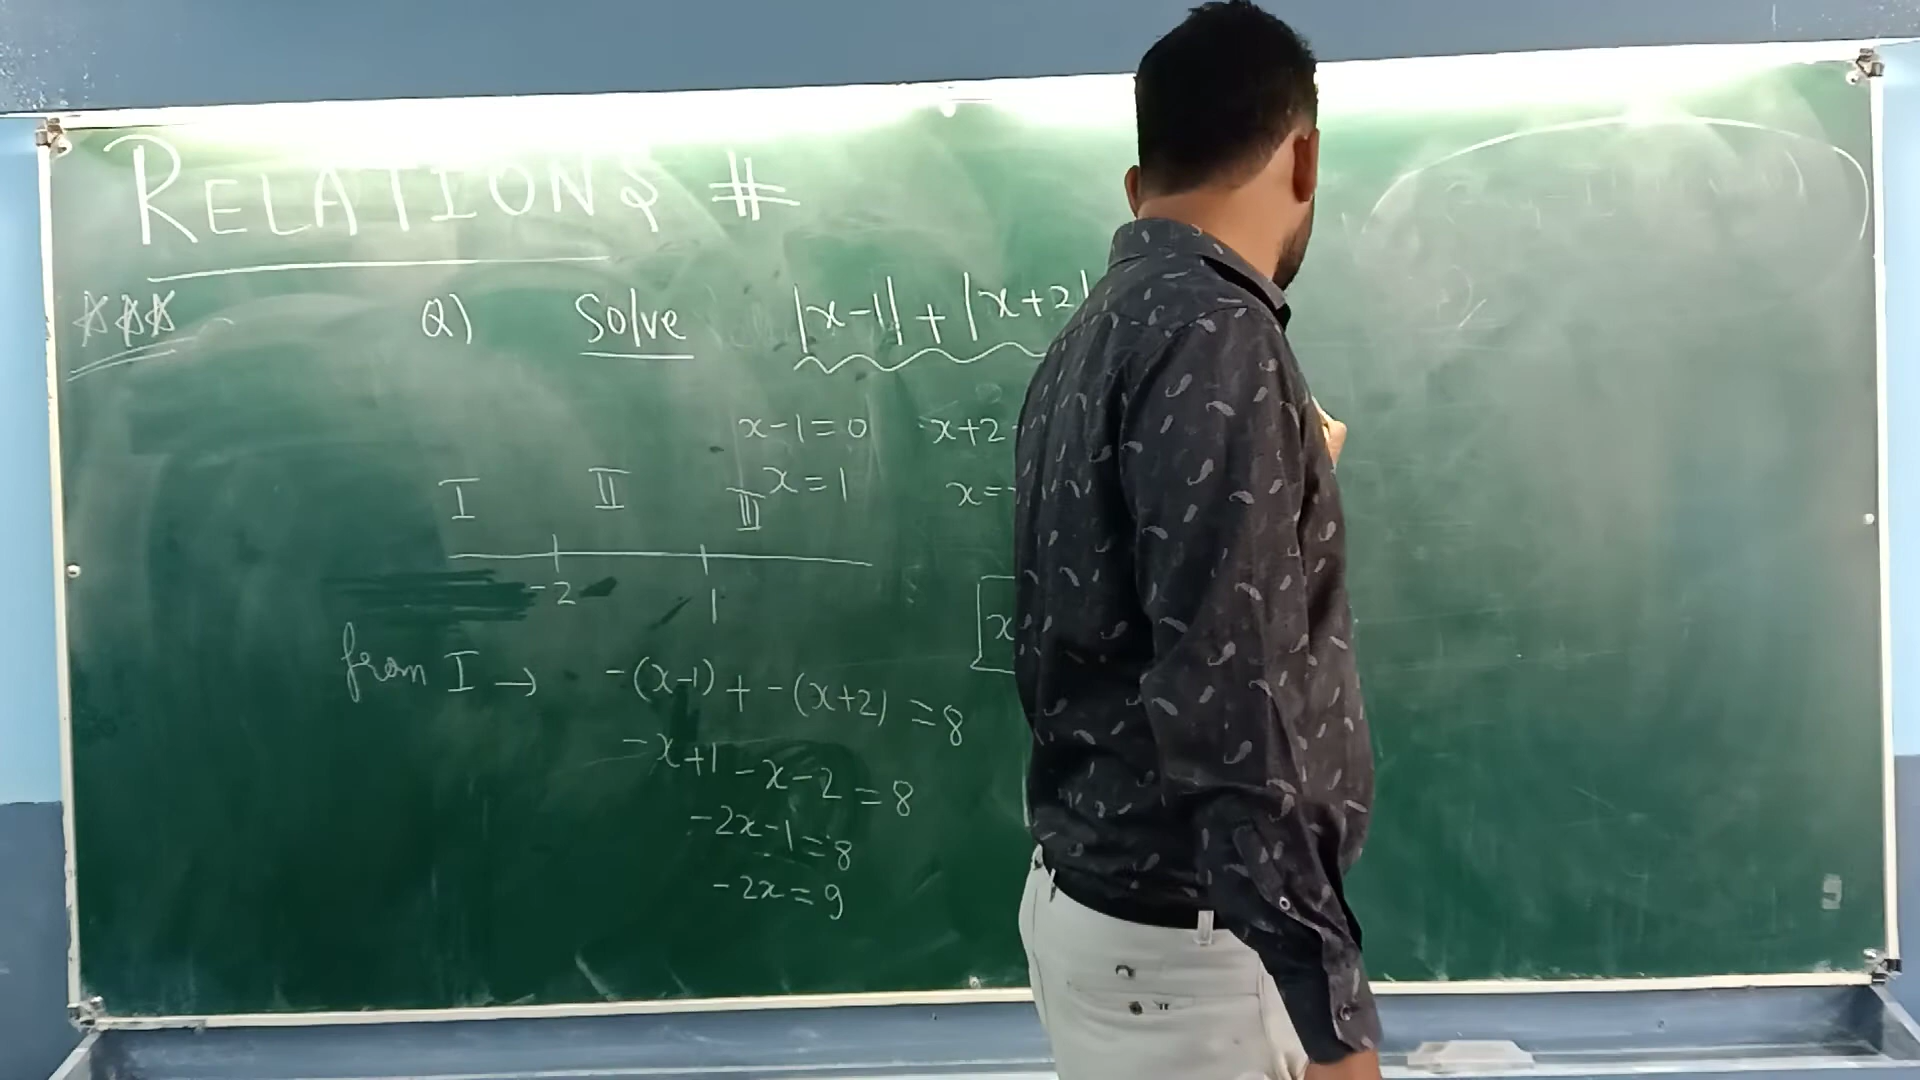 RELATIONS #
Q) Solve |x-1| + |x+2|
x-1=0 x+2
x=1 x=-
I II III
-2 1
x
from I → -(x-1) + -(x+2) = 8
-x+1 -x-2 = 8
-2x-1=8
-2x=9